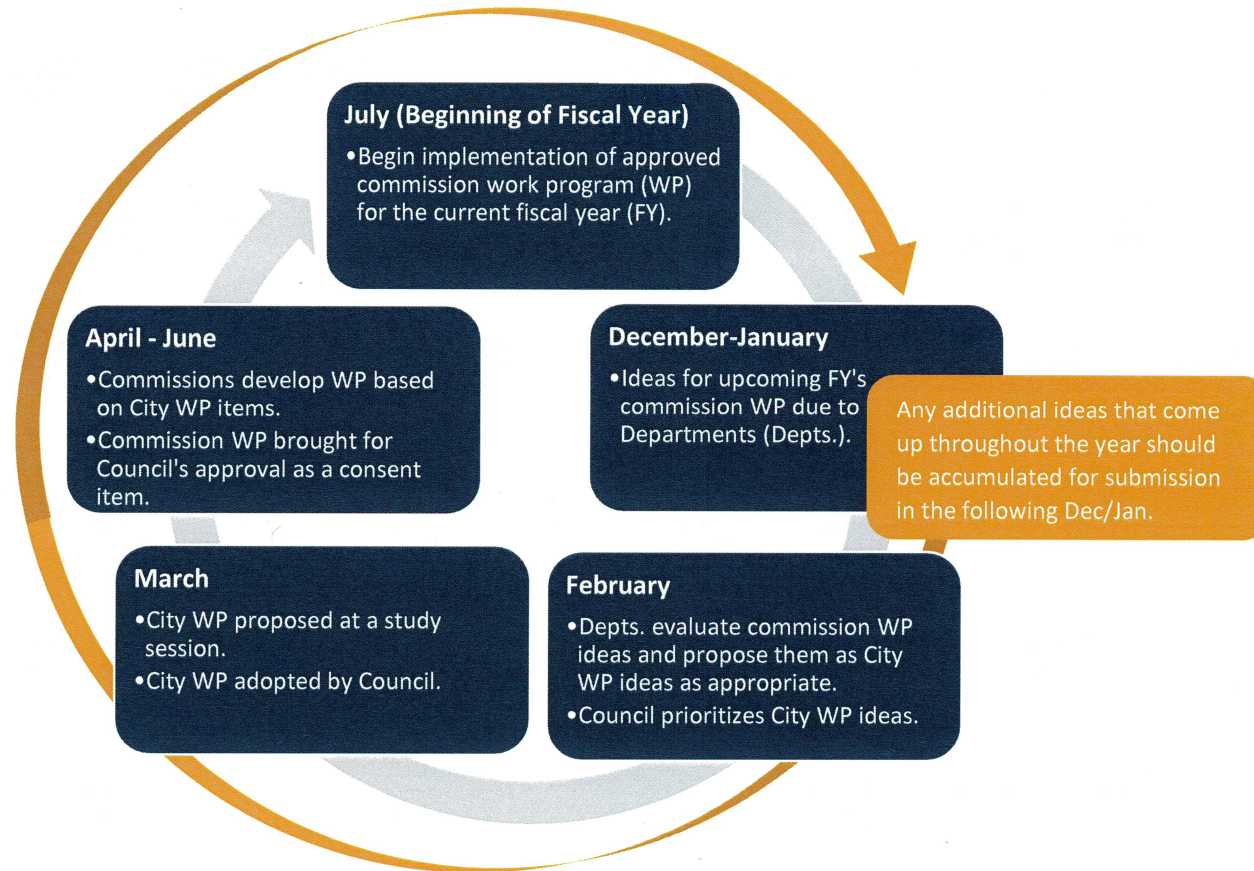 July (Beginning of Fiscal Year)
•Begin implementation of approved
commission work program (WP)
for the current fiscal year (FY).
December-January
•Ideas for upcoming FY's
commission WP due to
Departments (Depts.).
Any additional ideas that come
up throughout the year should
be accumulated for submission
in the following Dec/Jan.
February
•Depts. evaluate commission WP
ideas and propose them as City
WP ideas as appropriate.
•Council prioritizes City WP ideas.
March
•City WP proposed at a study
session.
•City WP adopted by Council.
April - June
•Commissions develop WP based
on City WP items.
•Commission WP brought for
Council's approval as a consent
item.